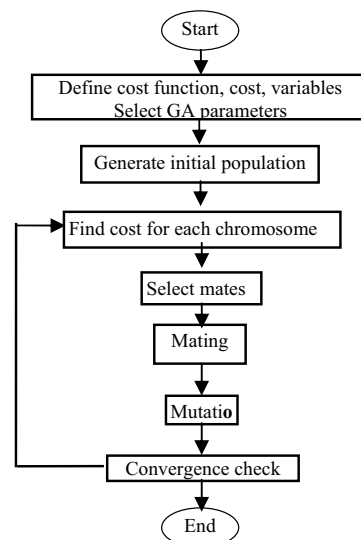 Start
Define cost function, cost, variables
Select GA parameters
Generate initial population
Find cost for each chromosome
Select mates
Mating
Mutatio
Convergence check
End